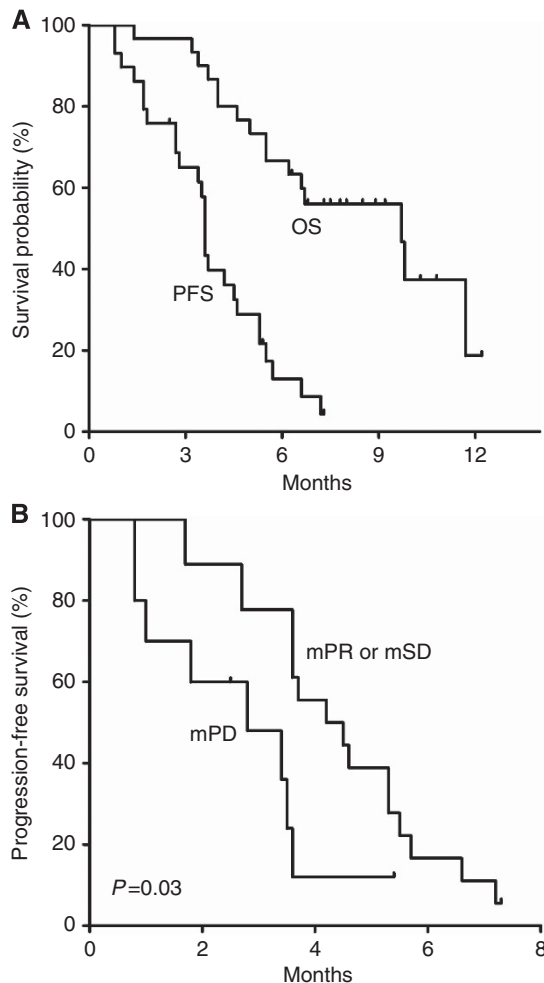 A
Survival probability (%)
100
80
60
40
20
0
OS
PFS
0 3 6 9 12
Months
B
Progression-free survival (%)
100
80
60
40
20
0
mPR or mSD
mPD
P=0.03
0 2 4 6 8
Months